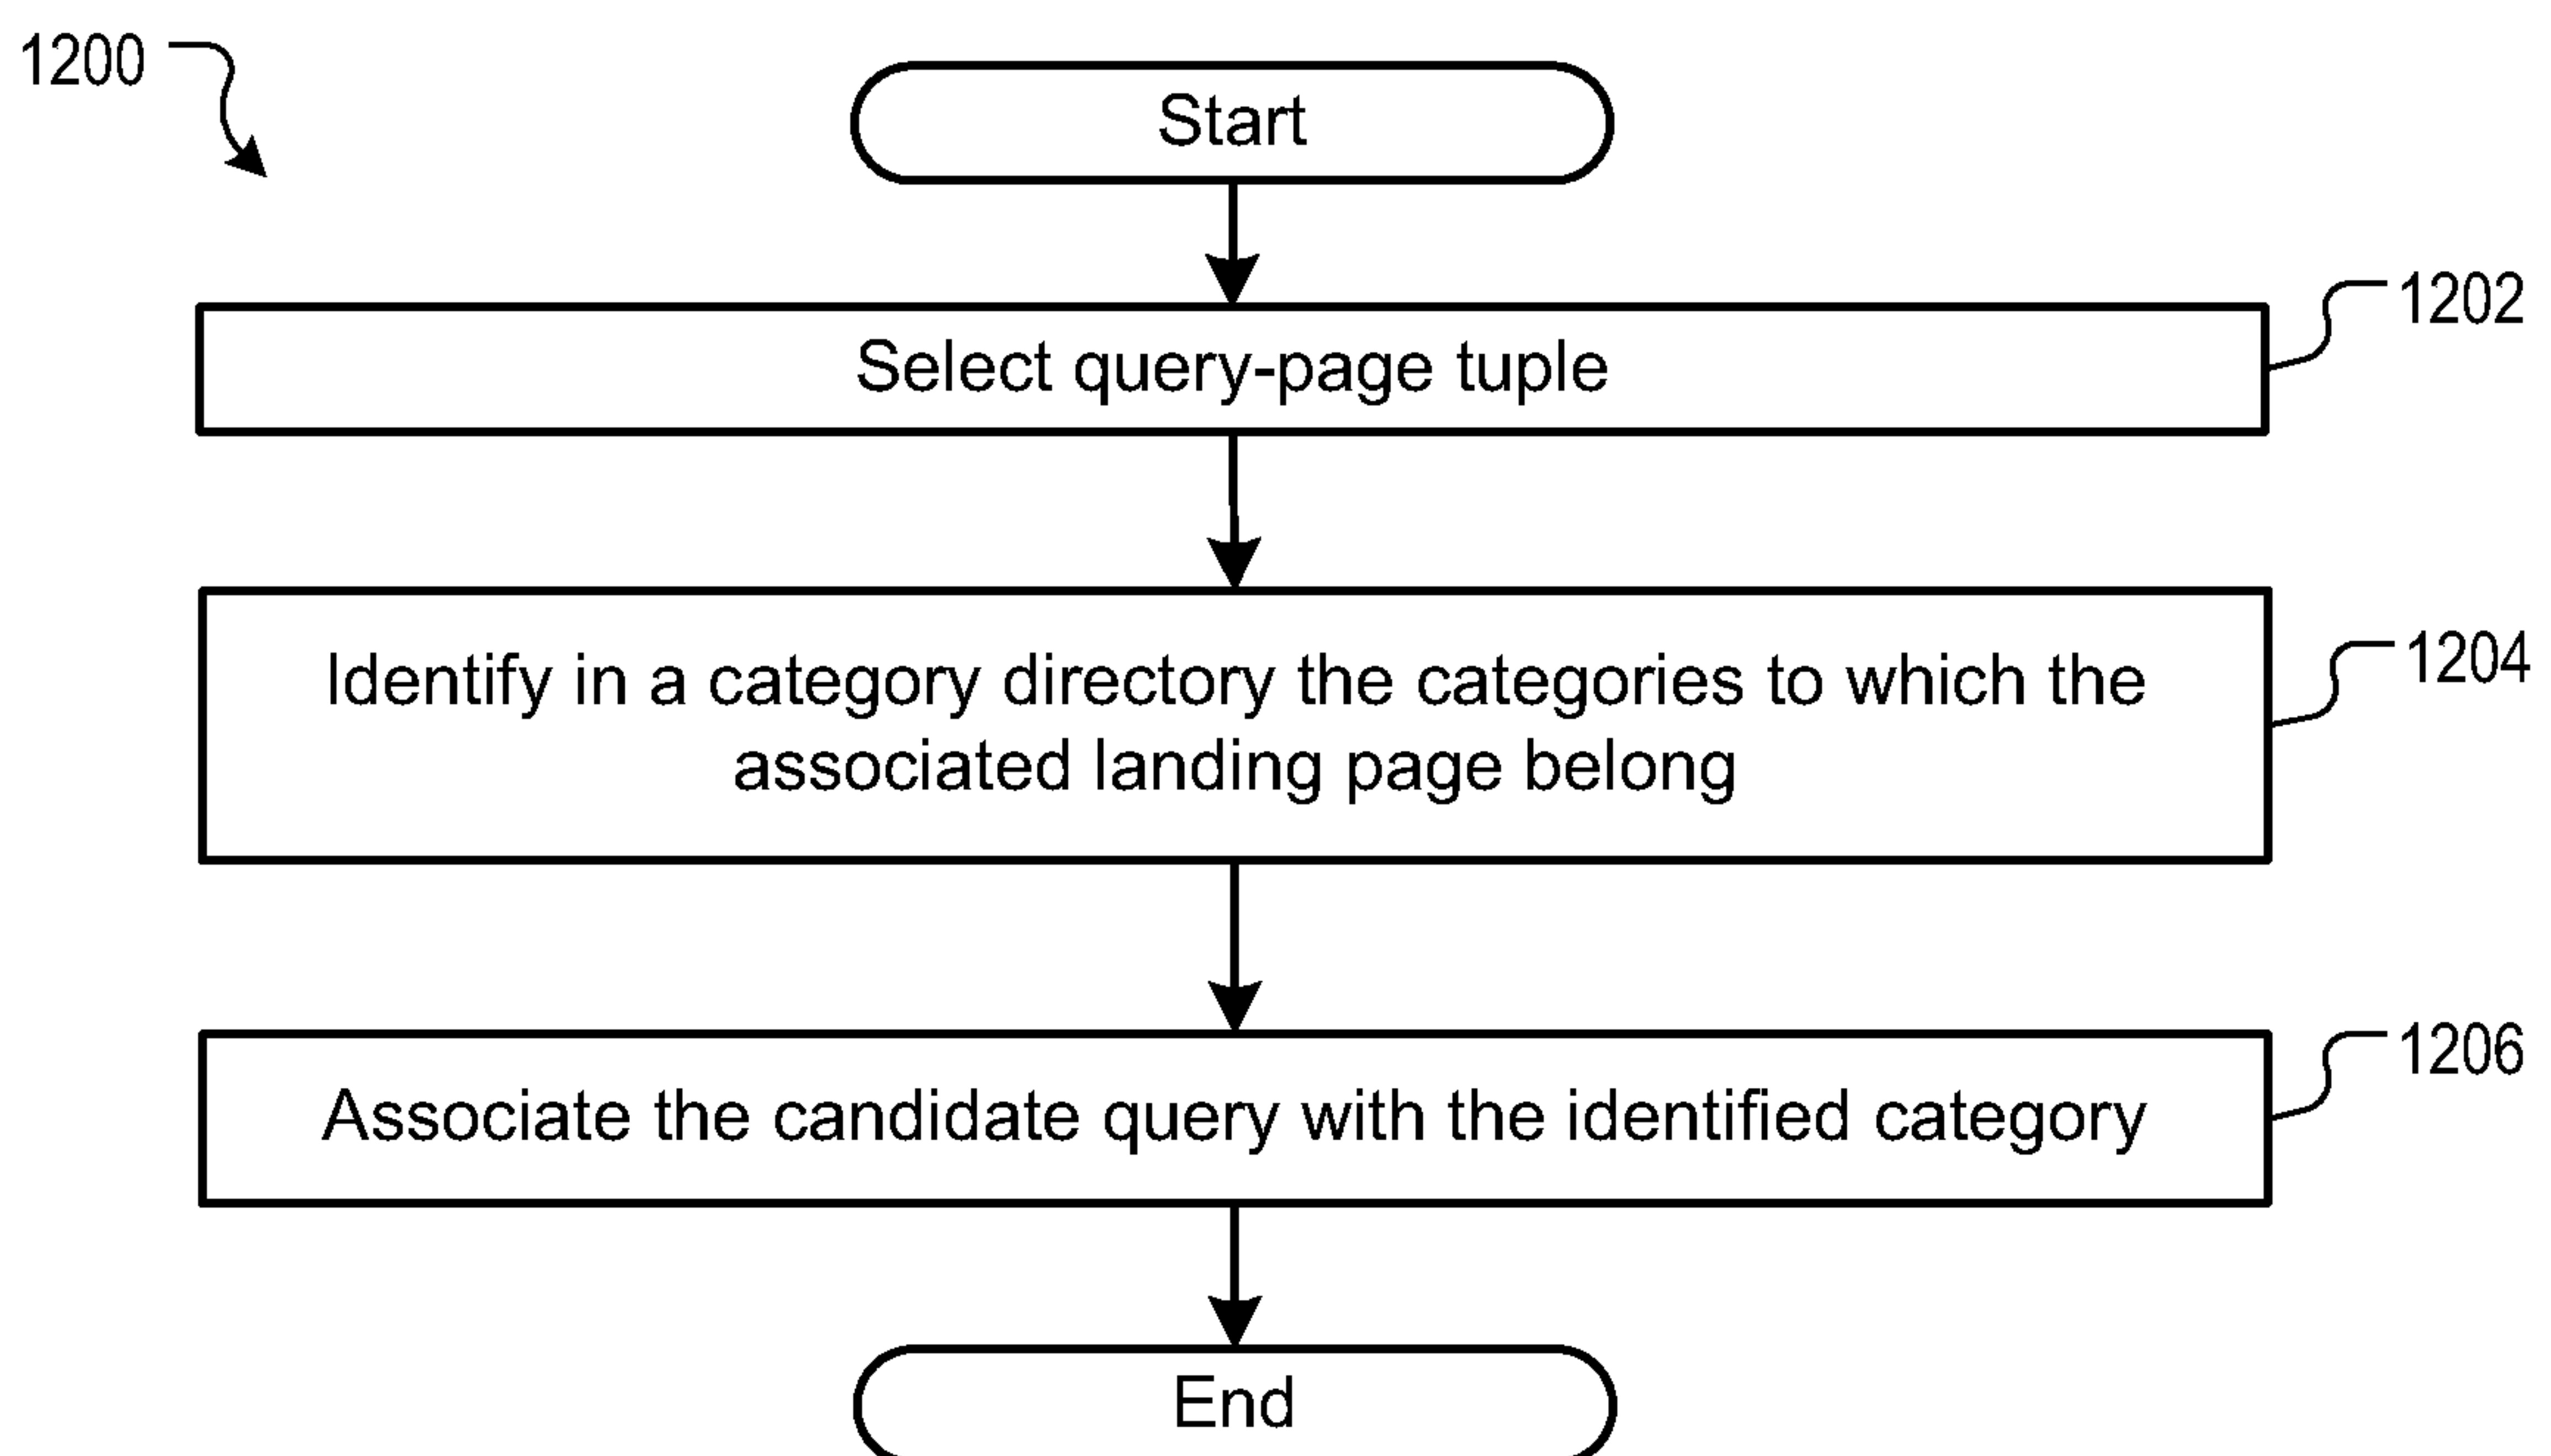 1200
Start
1202
Select query-page tuple
1204
Identify in a category directory the categories to which the
associated landing page belong
1206
Associate the candidate query with the identified category
End